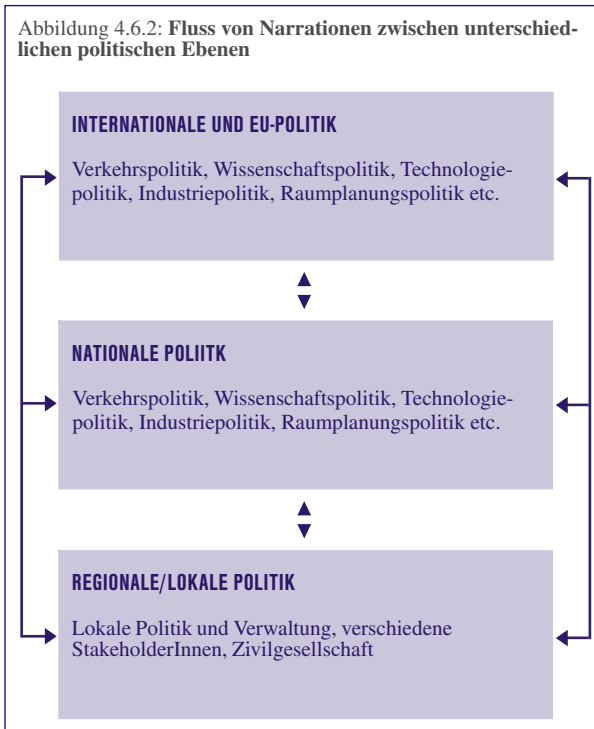 Abbildung 4.6.2: Fluss von Narrationen zwischen unterschied-
lichen politischen Ebenen
INTERNATIONALE UND EU-POLITIK
Verkehrspolitik, Wissenschaftspolitik, Technologie-
politik, Industriepolitik, Raumplanungspolitik etc.
NATIONALE POLIITK
Verkehrspolitik, Wissenschaftspolitik, Technologie-
politik, Industriepolitik, Raumplanungspolitik etc.
REGIONALE/LOKALE POLITIK
Lokale Politik und Verwaltung, verschiedene
StakeholderInnen, Zivilgesellschaft